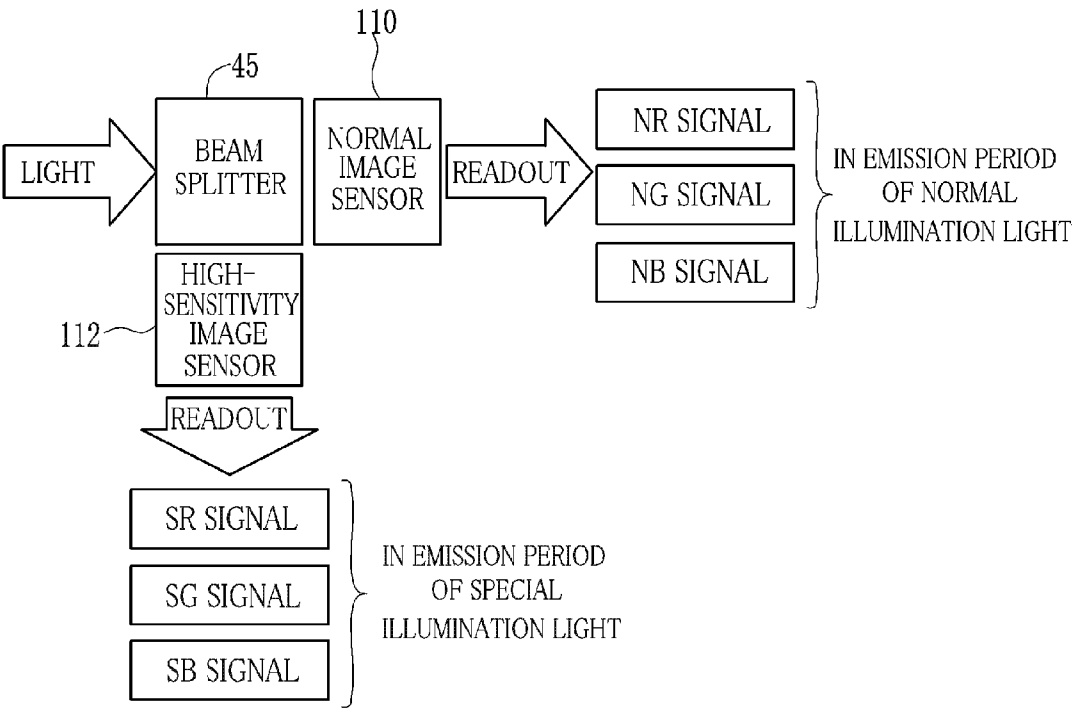 110
45
LIGHT
BEAM
SPLITTER
NORMAL
IMAGE
SENSOR
READOUT
NR SIGNAL
NG SIGNAL
NB SIGNAL
IN EMISSION PERIOD
OF NORMAL
ILLUMINATION LIGHT
HIGH-
SENSITIVITY
IMAGE
SENSOR
112
READOUT
SR SIGNAL
SG SIGNAL
SB SIGNAL
IN EMISSION PERIOD
OF SPECIAL
ILLUMINATION LIGHT